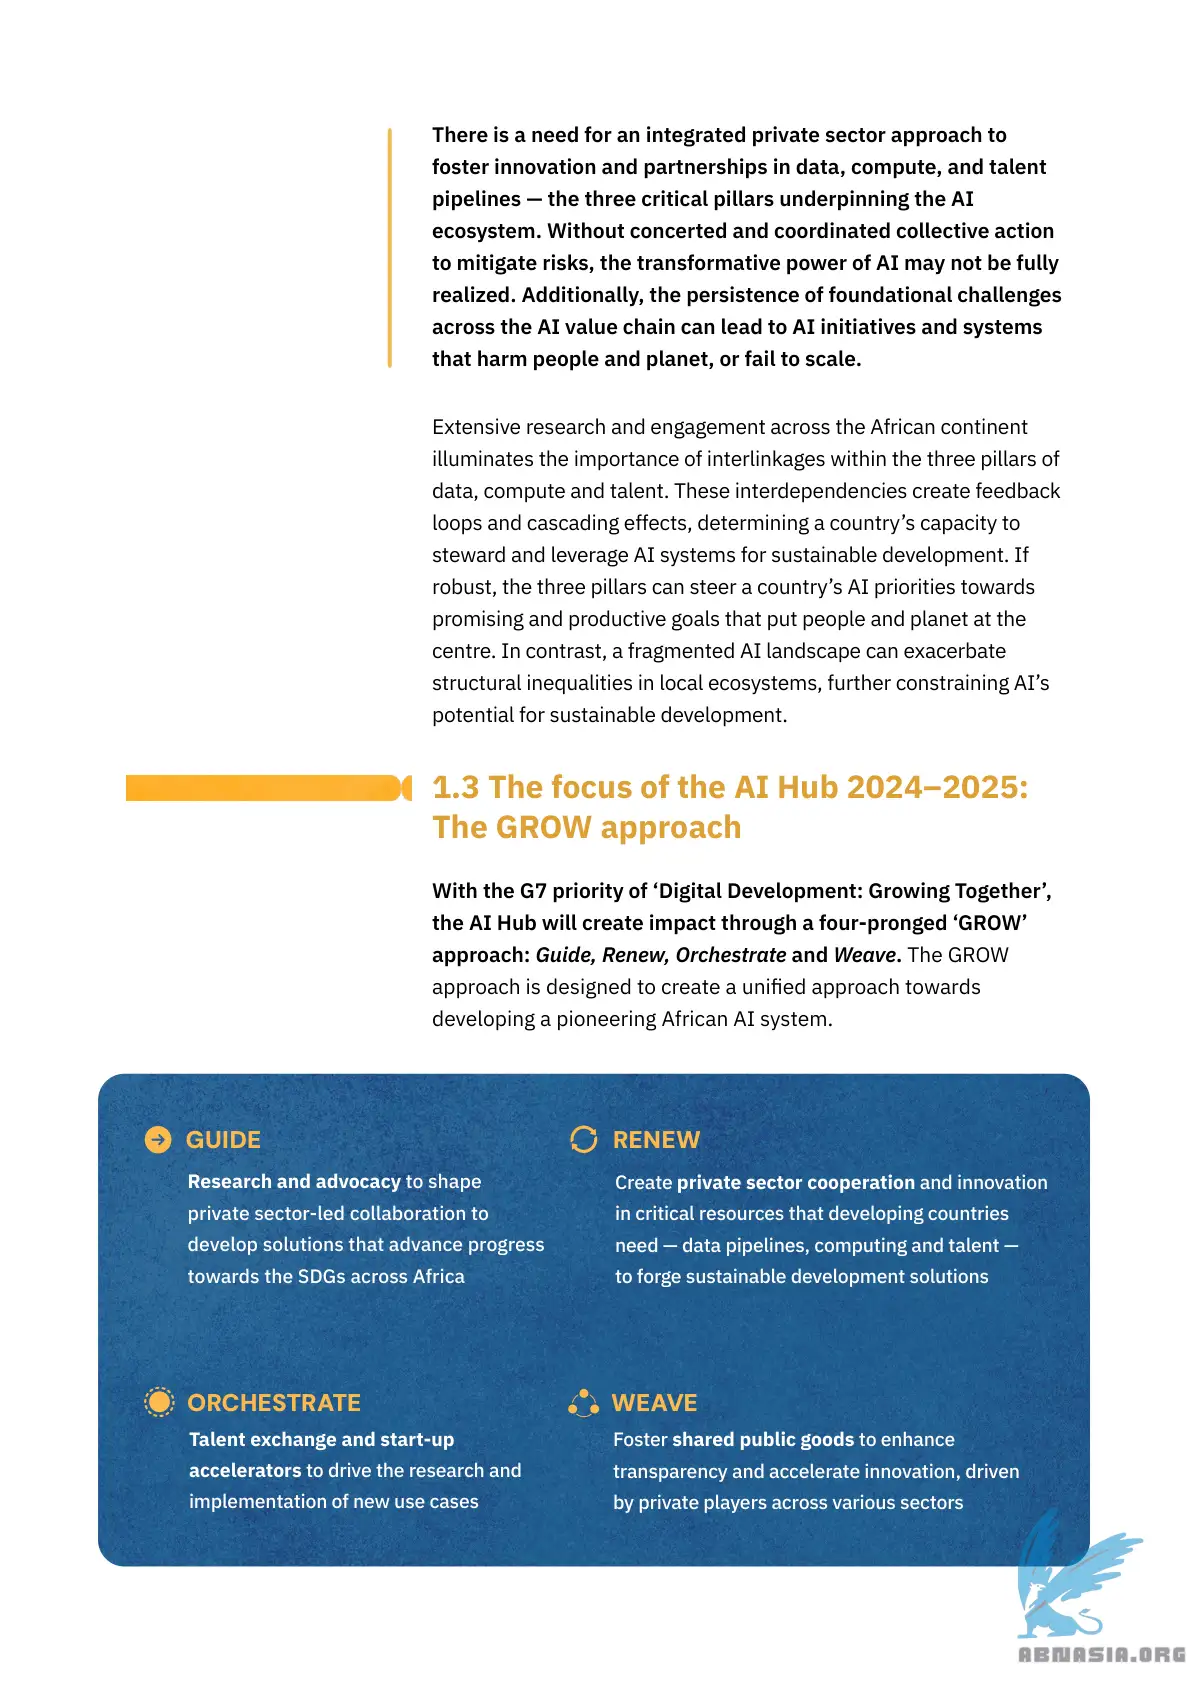 There is a need for an integrated private sector approach to
foster innovation and partnerships in data, compute, and talent
pipelines — the three critical pillars underpinning the AI
ecosystem. Without concerted and coordinated collective action
to mitigate risks, the transformative power of AI may not be fully
realized. Additionally, the persistence of foundational challenges
across the AI value chain can lead to AI initiatives and systems
that harm people and planet, or fail to scale.
Extensive research and engagement across the African continent
illuminates the importance of interlinkages within the three pillars of
data, compute and talent. These interdependencies create feedback
loops and cascading effects, determining a country’s capacity to
steward and leverage AI systems for sustainable development. If
robust, the three pillars can steer a country’s AI priorities towards
promising and productive goals that put people and planet at the
centre. In contrast, a fragmented AI landscape can exacerbate
structural inequalities in local ecosystems, further constraining AI’s
potential for sustainable development.
1.3 The focus of the AI Hub 2024–2025:
The GROW approach
With the G7 priority of ‘Digital Development: Growing Together’,
the AI Hub will create impact through a four-pronged ‘GROW’
approach: Guide, Renew, Orchestrate and Weave. The GROW
approach is designed to create a unified approach towards
developing a pioneering African AI system.
GUIDE
Research and advocacy to shape
private sector-led collaboration to
develop solutions that advance progress
towards the SDGs across Africa
RENEW
Create private sector cooperation and innovation
in critical resources that developing countries
need — data pipelines, computing and talent —
to forge sustainable development solutions
ORCHESTRATE
Talent exchange and start-up
accelerators to drive the research and
implementation of new use cases
WEAVE
Foster shared public goods to enhance
transparency and accelerate innovation, driven
by private players across various sectors
ABNASIA.ORG